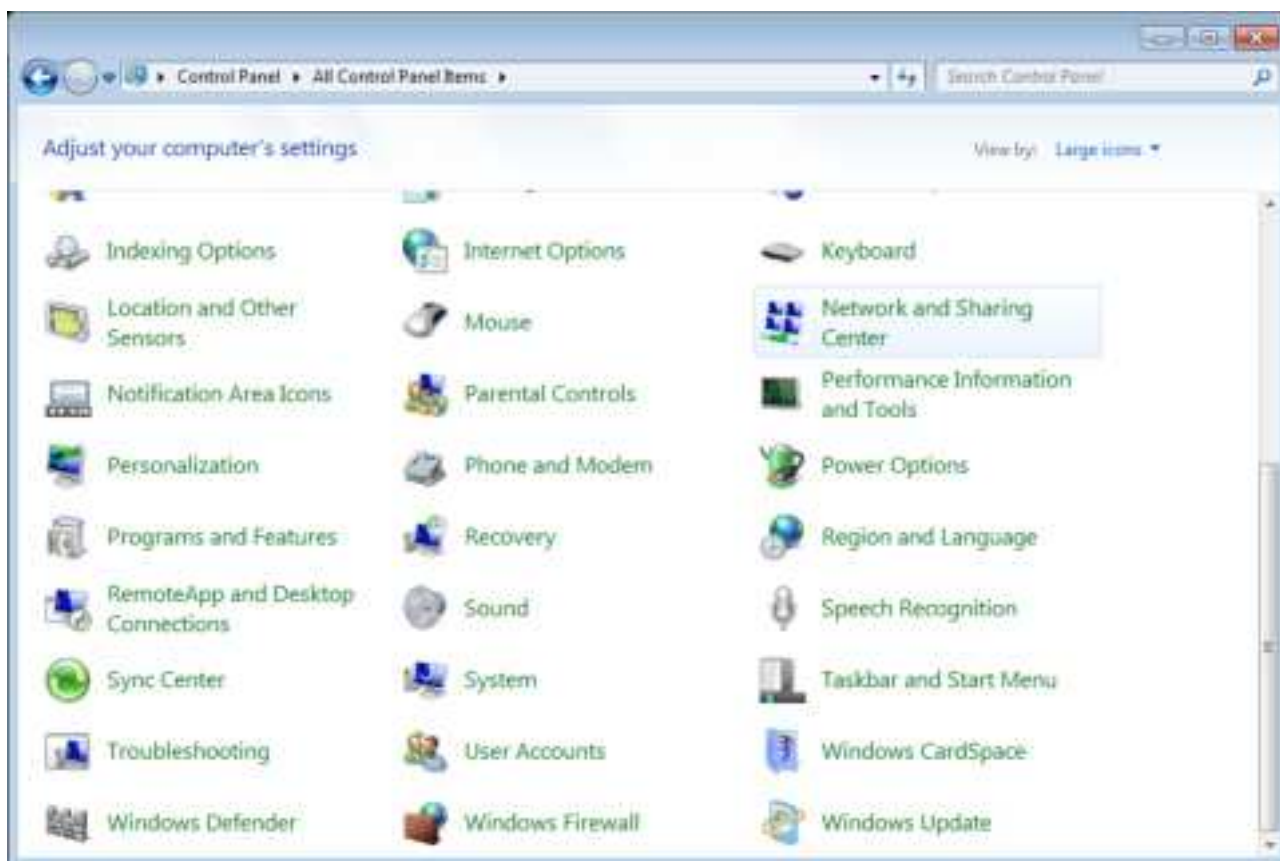 Control Panel ▸ All Control Panel Items ▸
Search Control Panel
Adjust your computer's settings
View by: Large icons
Indexing Options
Internet Options
Keyboard
Location and Other
Sensors
Mouse
Network and Sharing
Center
Notification Area Icons
Parental Controls
Performance Information
and Tools
Personalization
Phone and Modem
Power Options
Programs and Features
Recovery
Region and Language
RemoteApp and Desktop
Connections
Sound
Speech Recognition
Sync Center
System
Taskbar and Start Menu
Troubleshooting
User Accounts
Windows CardSpace
Windows Defender
Windows Firewall
Windows Update